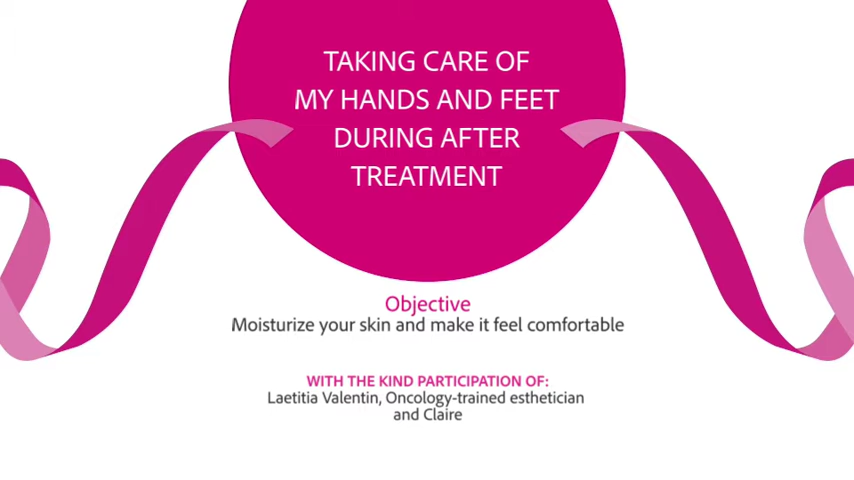 TAKING CARE OF
MY HANDS AND FEET
DURING AFTER
TREATMENT
Objective
Moisturize your skin and make it feel comfortable
WITH THE KIND PARTICIPATION OF:
Laetitia Valentin, Oncology-trained esthetician
and Claire